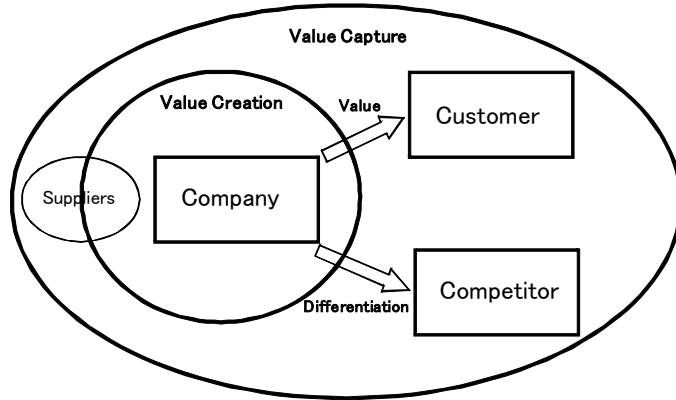 Value Capture
Value Creation
Value
Customer
Suppliers
Company
Competitor
Differentiation